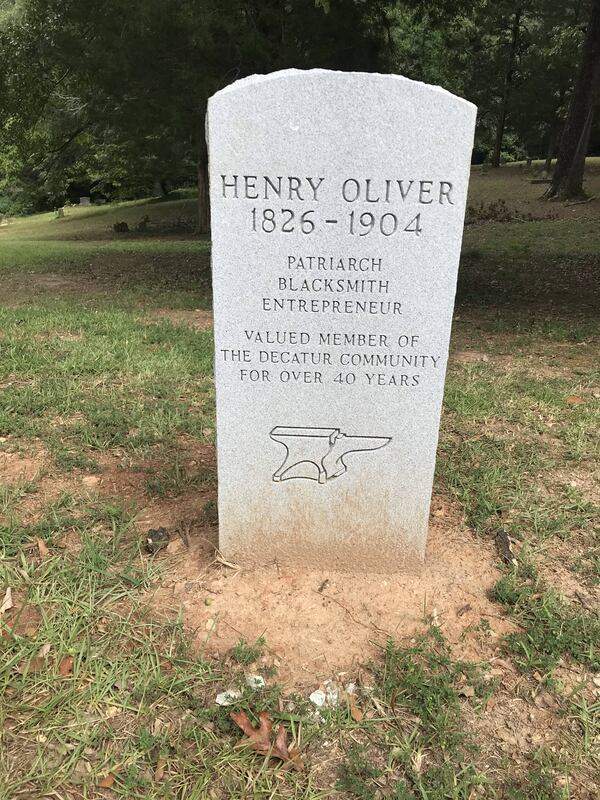 HENRY OLIVER
1826 - 1904
PATRIARCH
BLACKSMITH
ENTREPRENEUR
VALUED MEMBER OF
THE DECATUR COMMUNITY
FOR OVER 40 YEARS